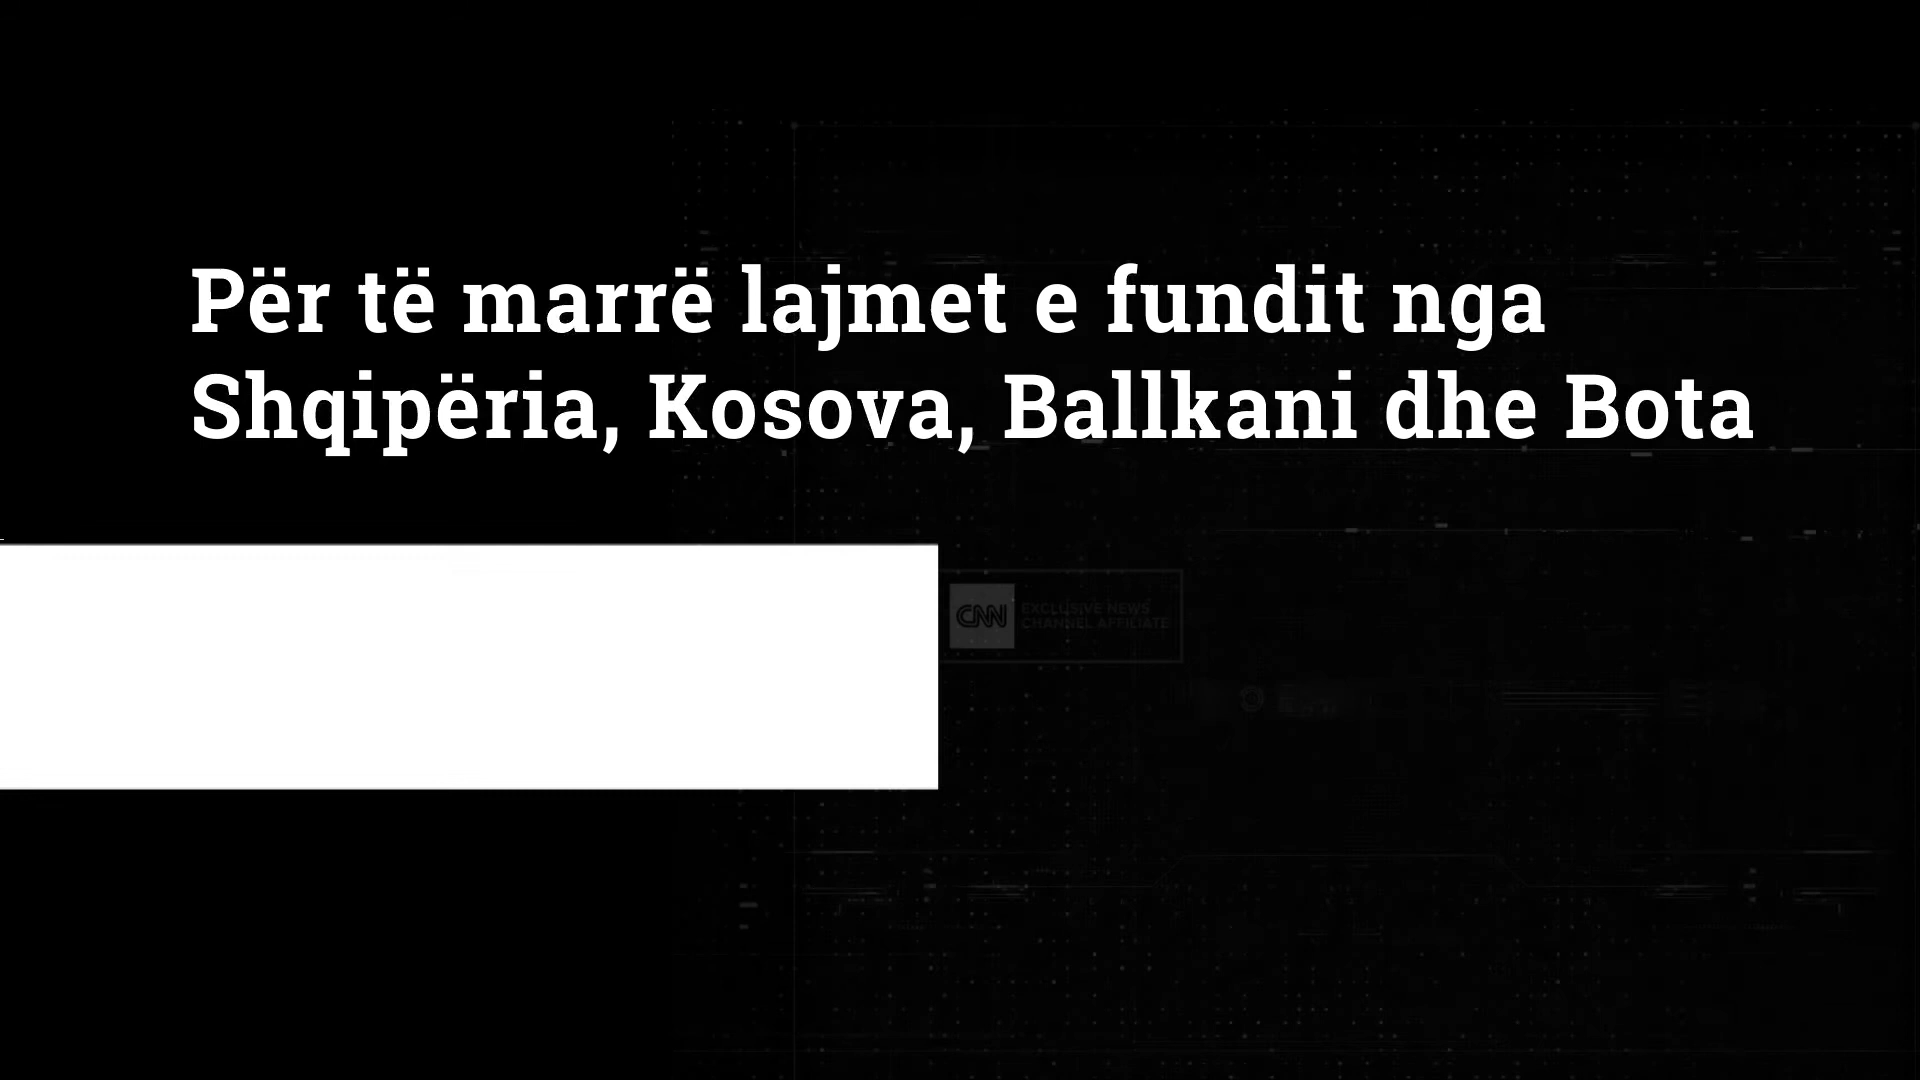 Për të marrë lajmet e fundit nga
Shqipëria, Kosova, Ballkani dhe Bota
CNN
EXCLUSIVE NEWS
CHANNEL AFFILIATE